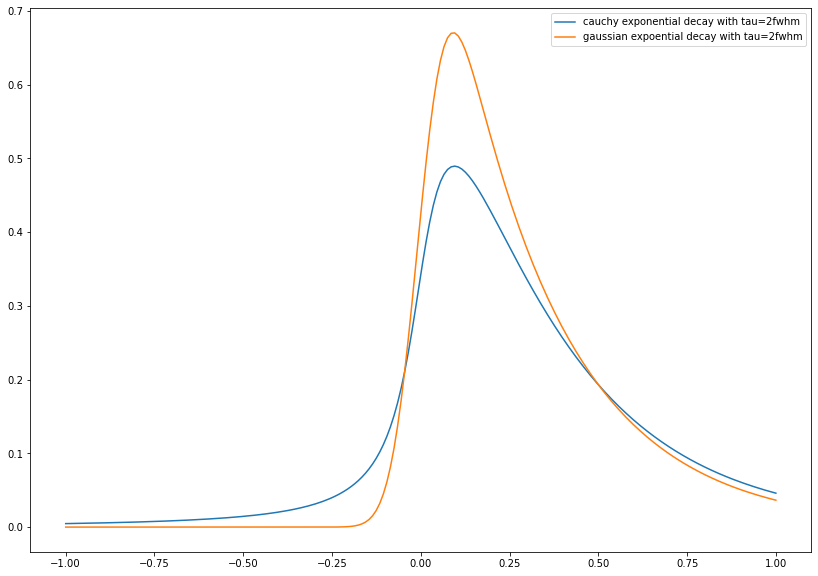 cauchy exponential decay with tau=2fwhm
gaussian expoential decay with tau=2fwhm
0.7
0.6
0.5
0.4
0.3
0.2
0.1
0.0
−1.00 −0.75 −0.50 −0.25 0.00 0.25 0.50 0.75 1.00